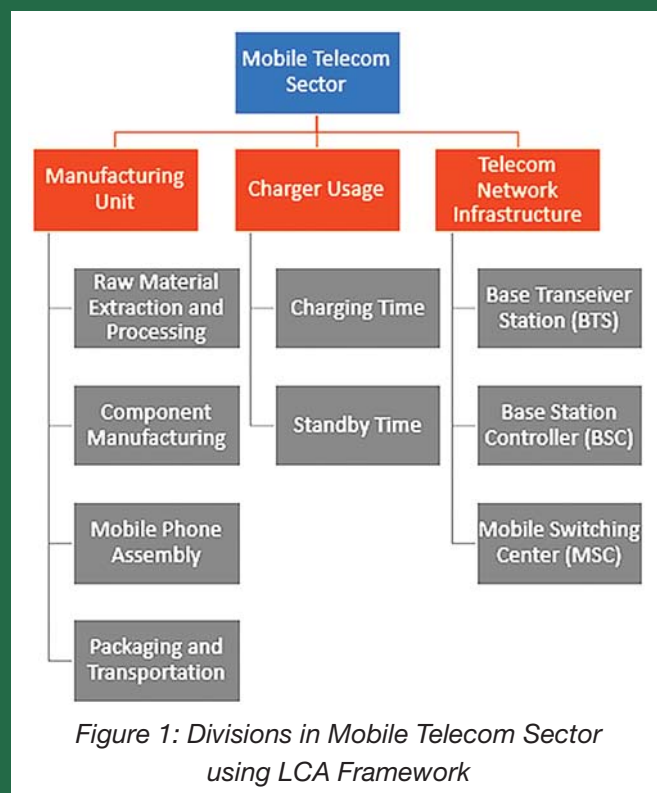 Mobile Telecom
Sector
Manufacturing
Unit
Charger Usage
Telecom
Network
Infrastructure
Raw Material
Extraction and
Processing
Component
Manufacturing
Mobile Phone
Assembly
Packaging and
Transportation
Charging Time
Standby Time
Base Transeiver
Station (BTS)
Base Station
Controller (BSC)
Mobile Switching
Center (MSC)
Figure 1: Divisions in Mobile Telecom Sector
using LCA Framework